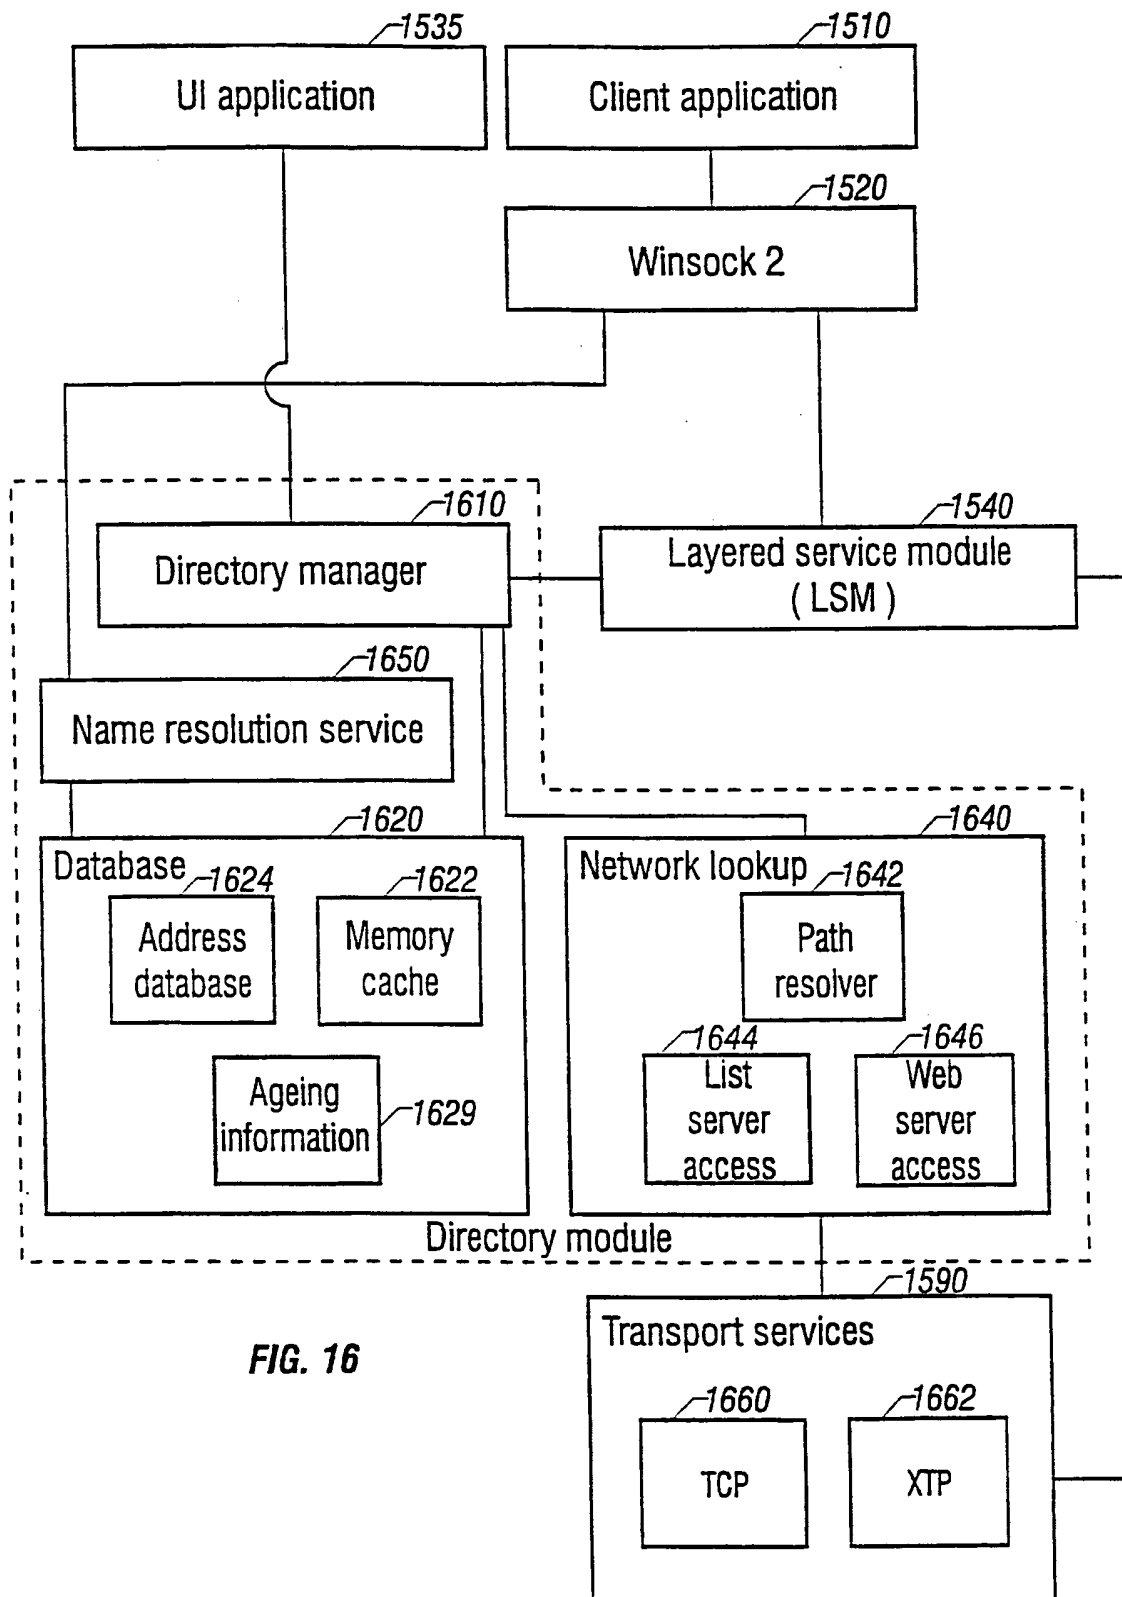 1535
UI application
1510
Client application
1520
Winsock 2
1610
Directory manager
1540
Layered service module
( LSM )
1650
Name resolution service
1620
Database
1624
Address
database
1622
Memory
cache
Ageing
information
1629
1640
Network lookup
1642
Path
resolver
1644
List
server
access
1646
Web
server
access
Directory module
1590
Transport services
1660
TCP
1662
XTP
FIG. 16